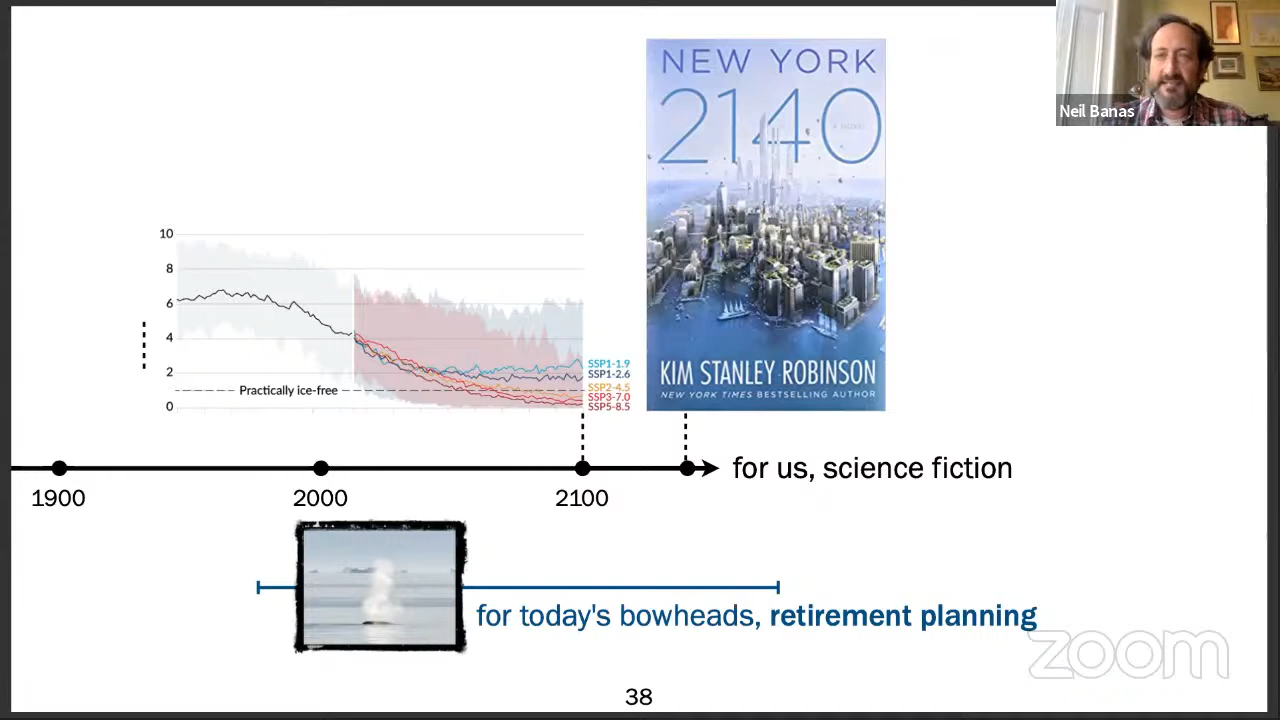 Neil Banas
NEW YORK
2140
A NOVEL
KIM STANLEY ROBINSON
NEW YORK TIMES BESTSELLING AUTHOR
10
8
6
4
2
0
Practically ice-free
SSP1-1.9
SSP1-2.6
SSP2-4.5
SSP3-7.0
SSP5-8.5
for us, science fiction
1900
2000
2100
for today's bowheads, retirement planning
zoom
38